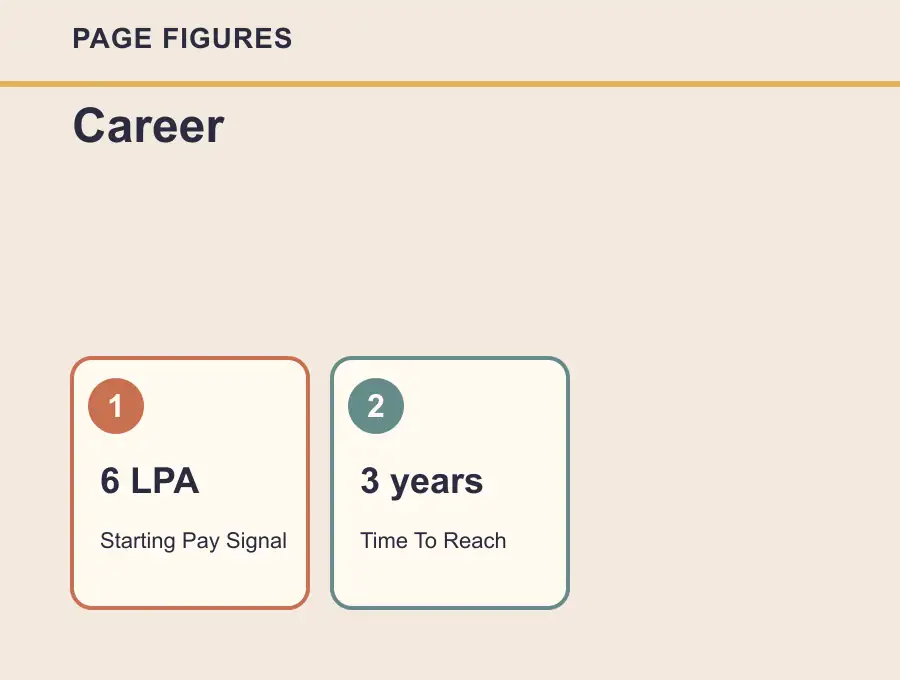 PAGE FIGURES
Career
1
6 LPA
Starting Pay Signal
2
3 years
Time To Reach